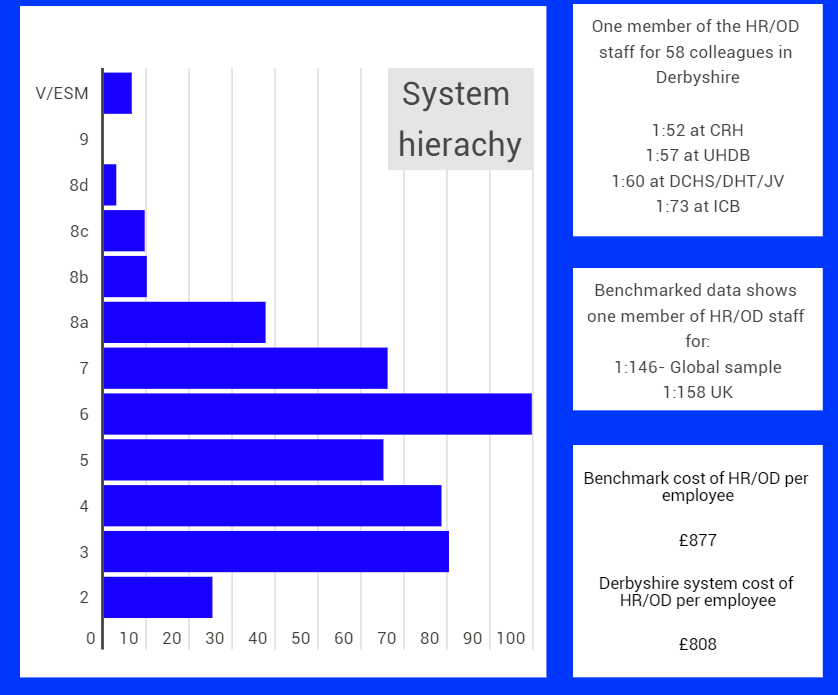 System
hierachy
V/ESM
9
8d
8c
8b
8a
7
6
5
4
3
2
0 10 20 30 40 50 60 70 80 90 100
One member of the HR/OD
staff for 58 colleagues in
Derbyshire
1:52 at CRH
1:57 at UHDB
1:60 at DCHS/DHT/JV
1:73 at ICB
Benchmarked data shows
one member of HR/OD staff
for:
1:146- Global sample
1:158 UK
Benchmark cost of HR/OD per
employee
£877
Derbyshire system cost of
HR/OD per employee
£808